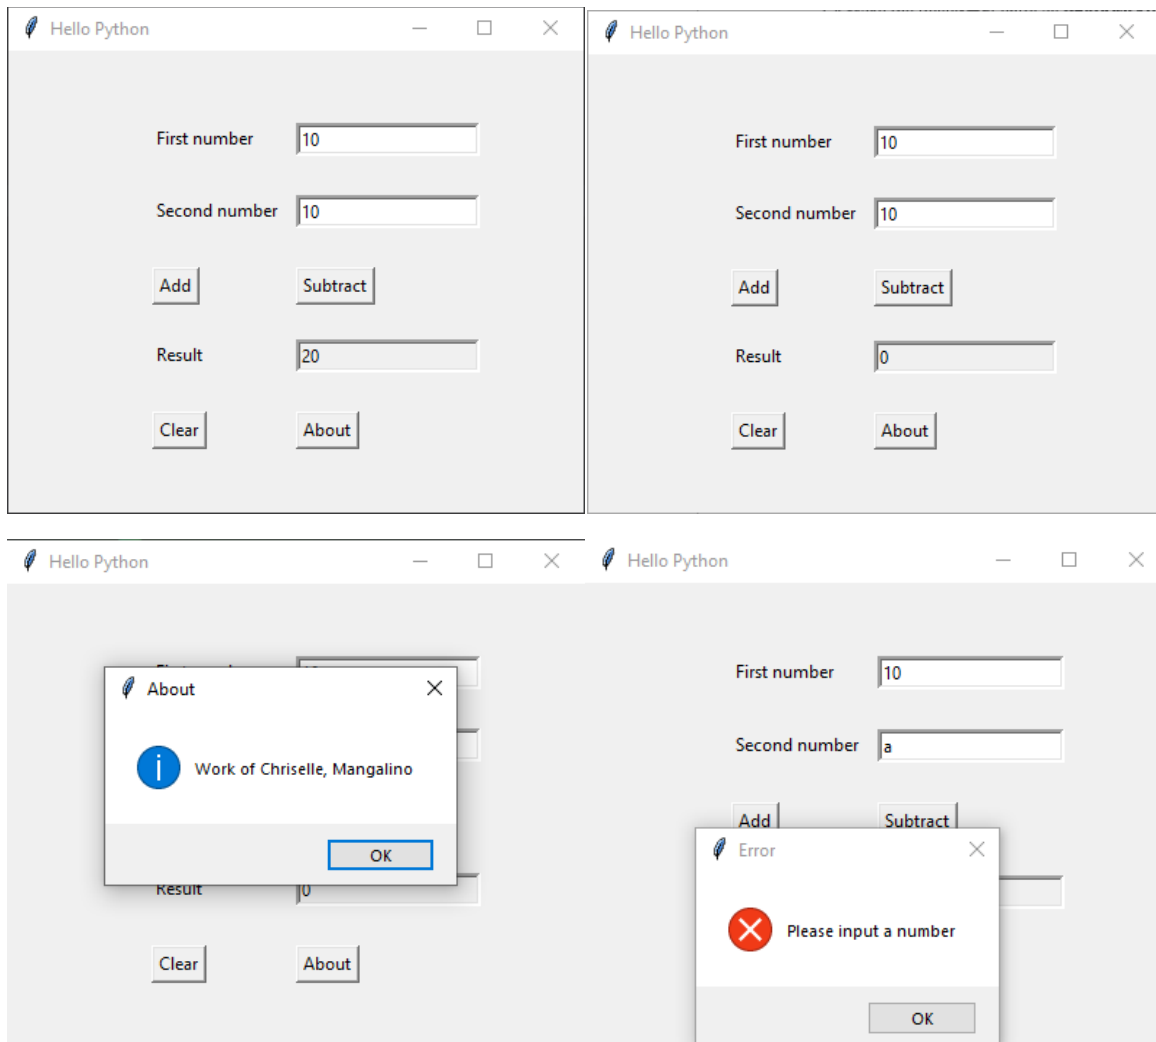 Hello Python
First number 10
Second number 10
Add Subtract
Result 20
Clear About
Hello Python
First number 10
Second number 10
Add Subtract
Result 0
Clear About
Hello Python
About
Work of Chriselle, Mangalino
OK
Result 0
Clear About
Hello Python
First number 10
Second number a
Add Subtract
Error
Please input a number
OK